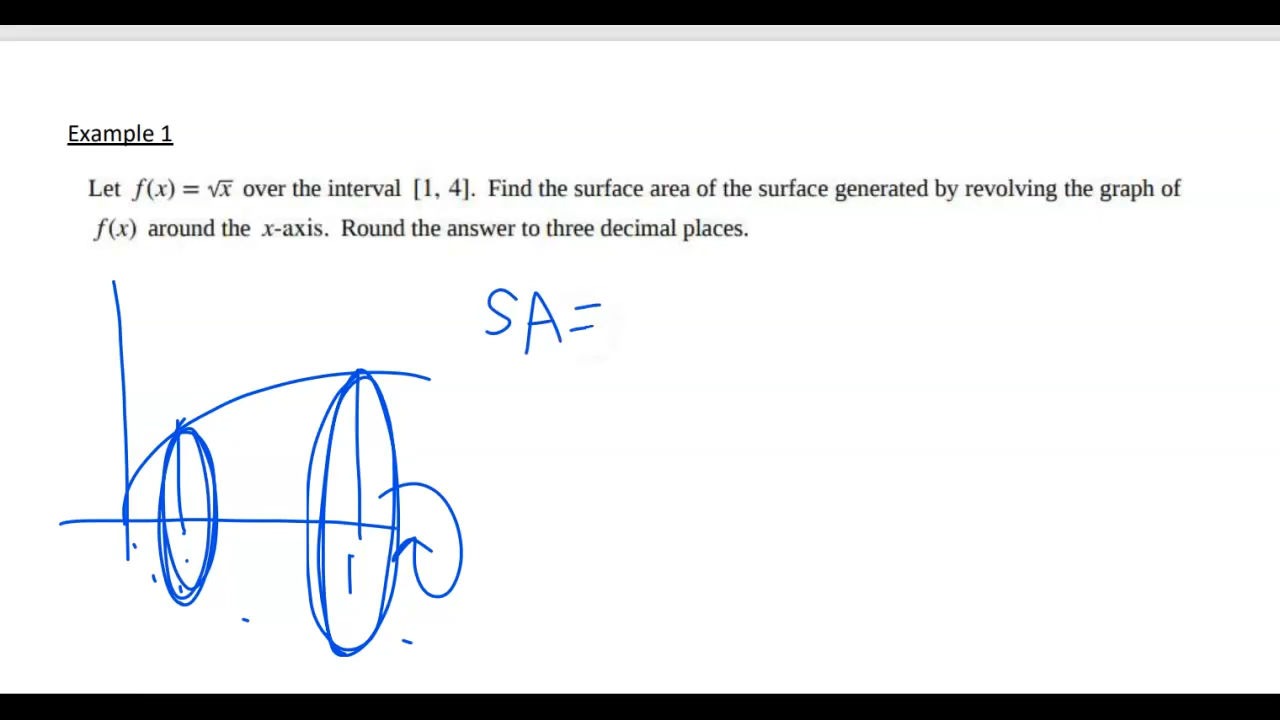 Example 1
Let f(x) = √x over the interval [1, 4]. Find the surface area of the surface generated by revolving the graph of
f(x) around the x-axis. Round the answer to three decimal places.
SA=